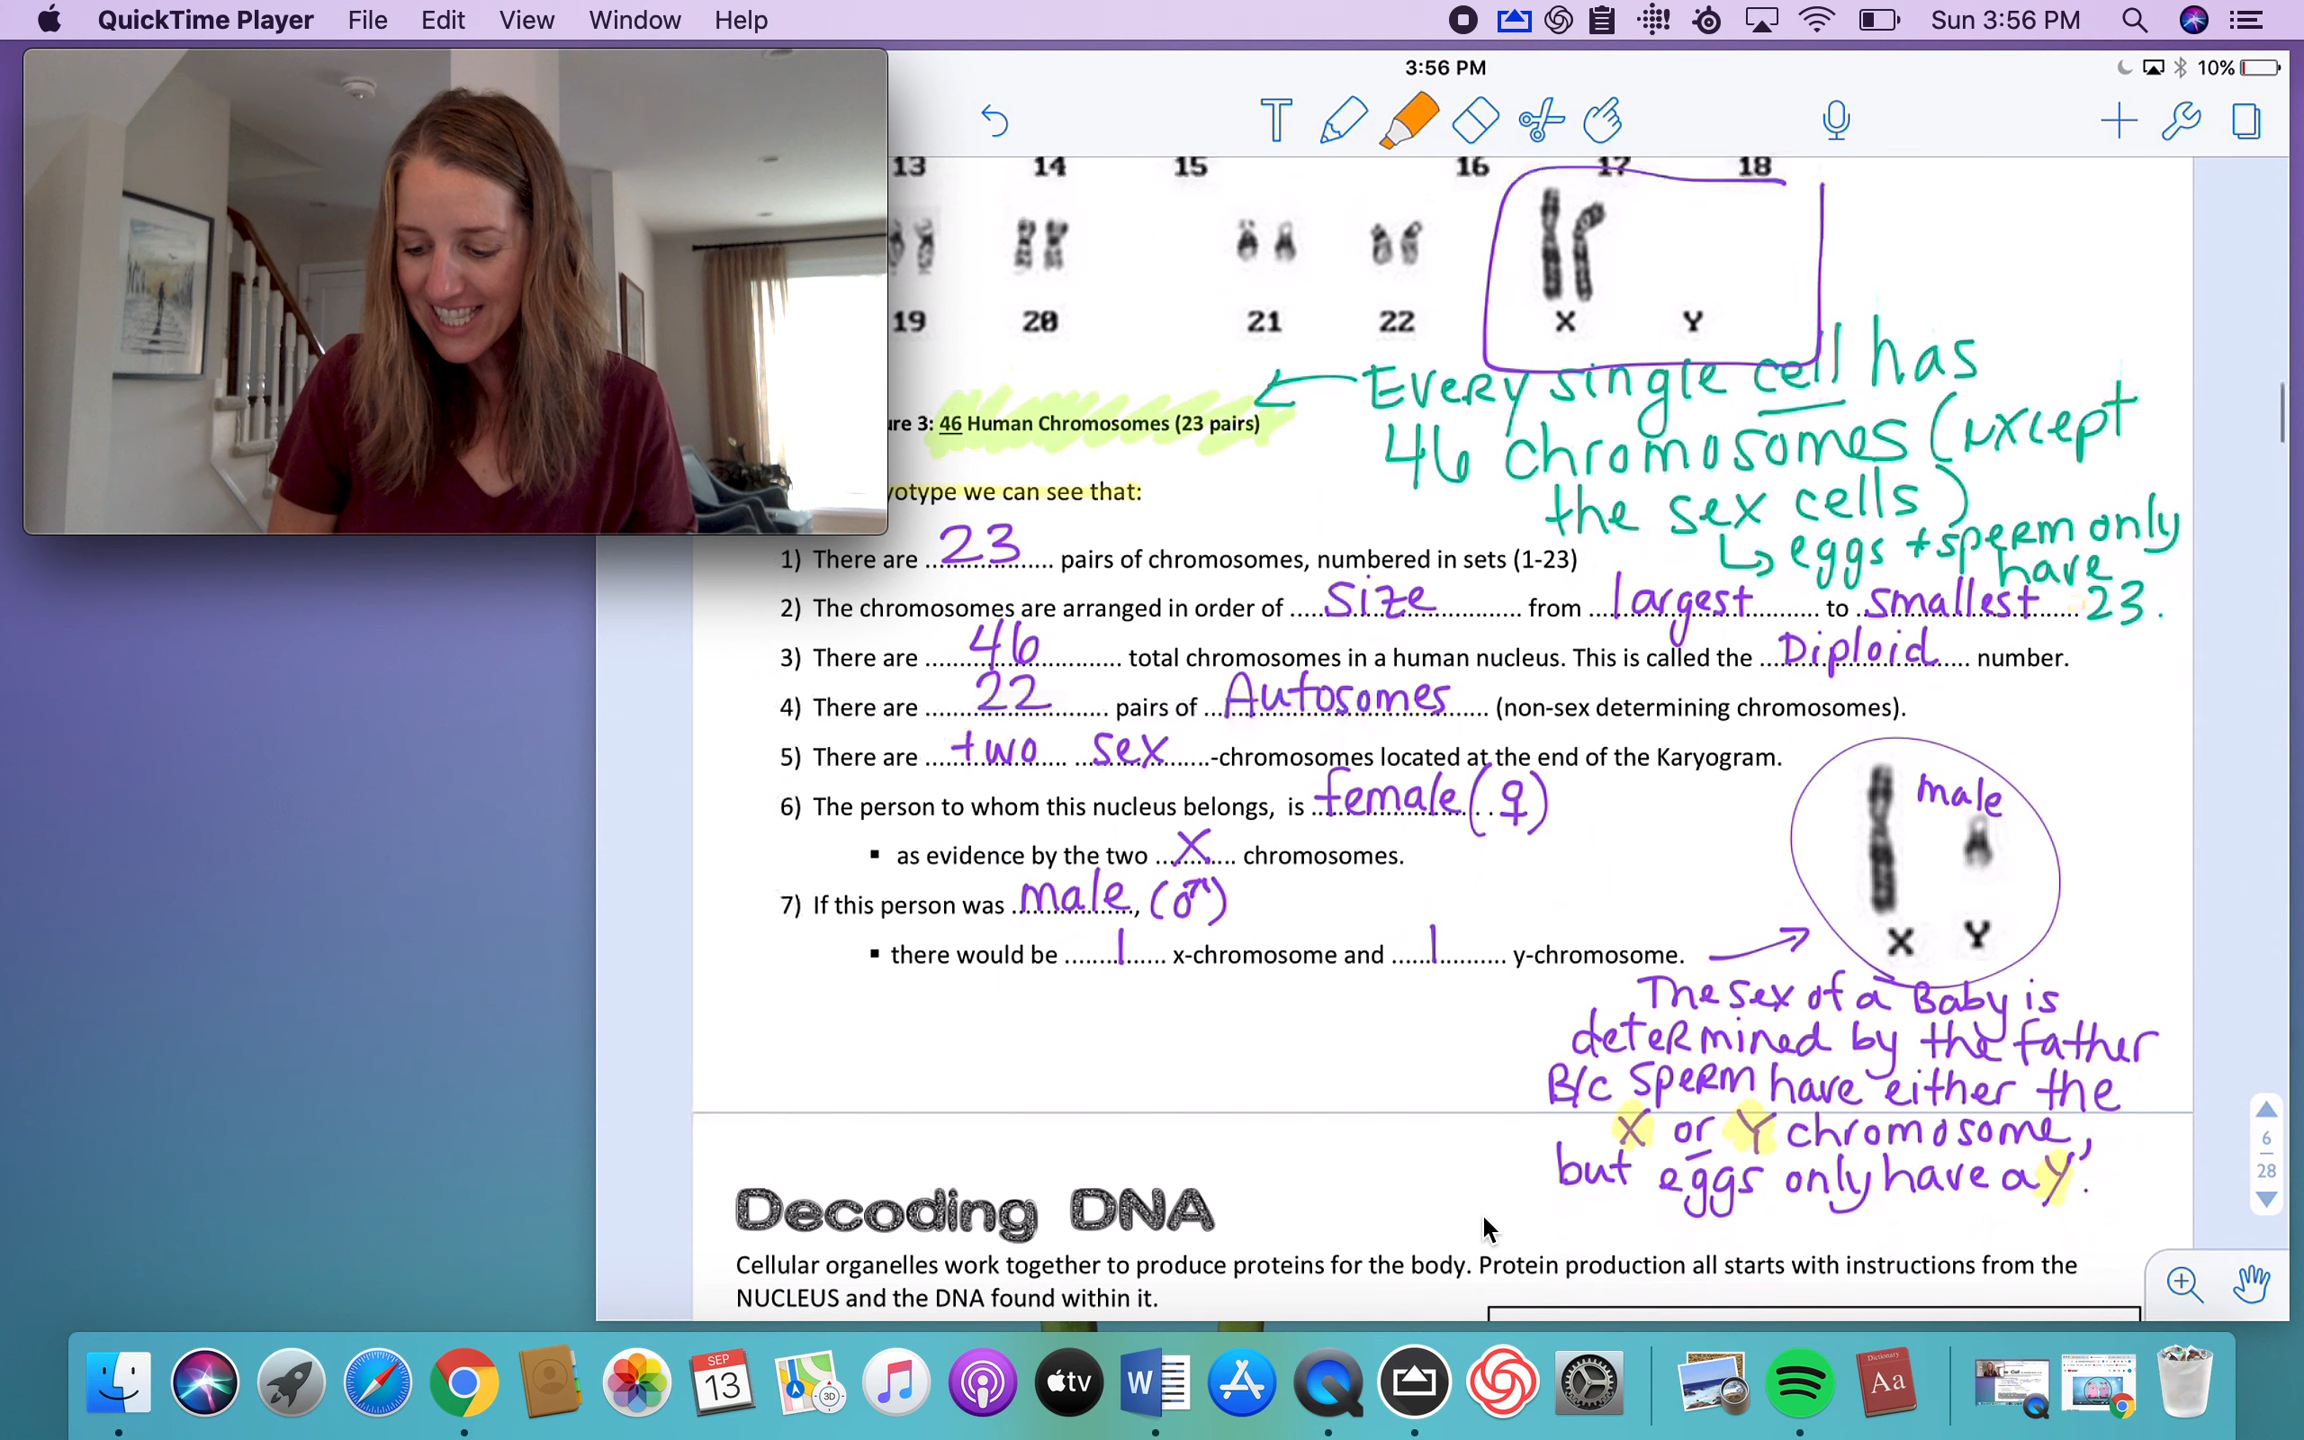 QuickTime Player File Edit View Window Help Sun 3:56 PM
3:56 PM 10%
T
13 14 15 16 17 18
19 20 21 22 X Y
Every single cell has
46 chromosomes (except
the sex cells)
eggs + sperm only
have
23.
ure 3: 46 Human Chromosomes (23 pairs)
yotype we can see that:
1) There are 23 pairs of chromosomes, numbered in sets (1-23)
2) The chromosomes are arranged in order of size from largest to smallest
3) There are 46 total chromosomes in a human nucleus. This is called the Diploid number.
4) There are 22 pairs of Autosomes (non-sex determining chromosomes).
5) There are two sex -chromosomes located at the end of the Karyogram.
6) The person to whom this nucleus belongs, is female (♀)
▪ as evidence by the two X chromosomes.
7) If this person was male, (♂)
▪ there would be 1 x-chromosome and 1 y-chromosome.
male
X Y
The sex of a Baby is
determined by the father
B/c sperm have either the
X or Y chromosome,
but eggs only have a Y.
6
28
Decoding DNA
Cellular organelles work together to produce proteins for the body. Protein production all starts with instructions from the
NUCLEUS and the DNA found within it.
SEP
13
3D
tv
W
Dictionary
Aa